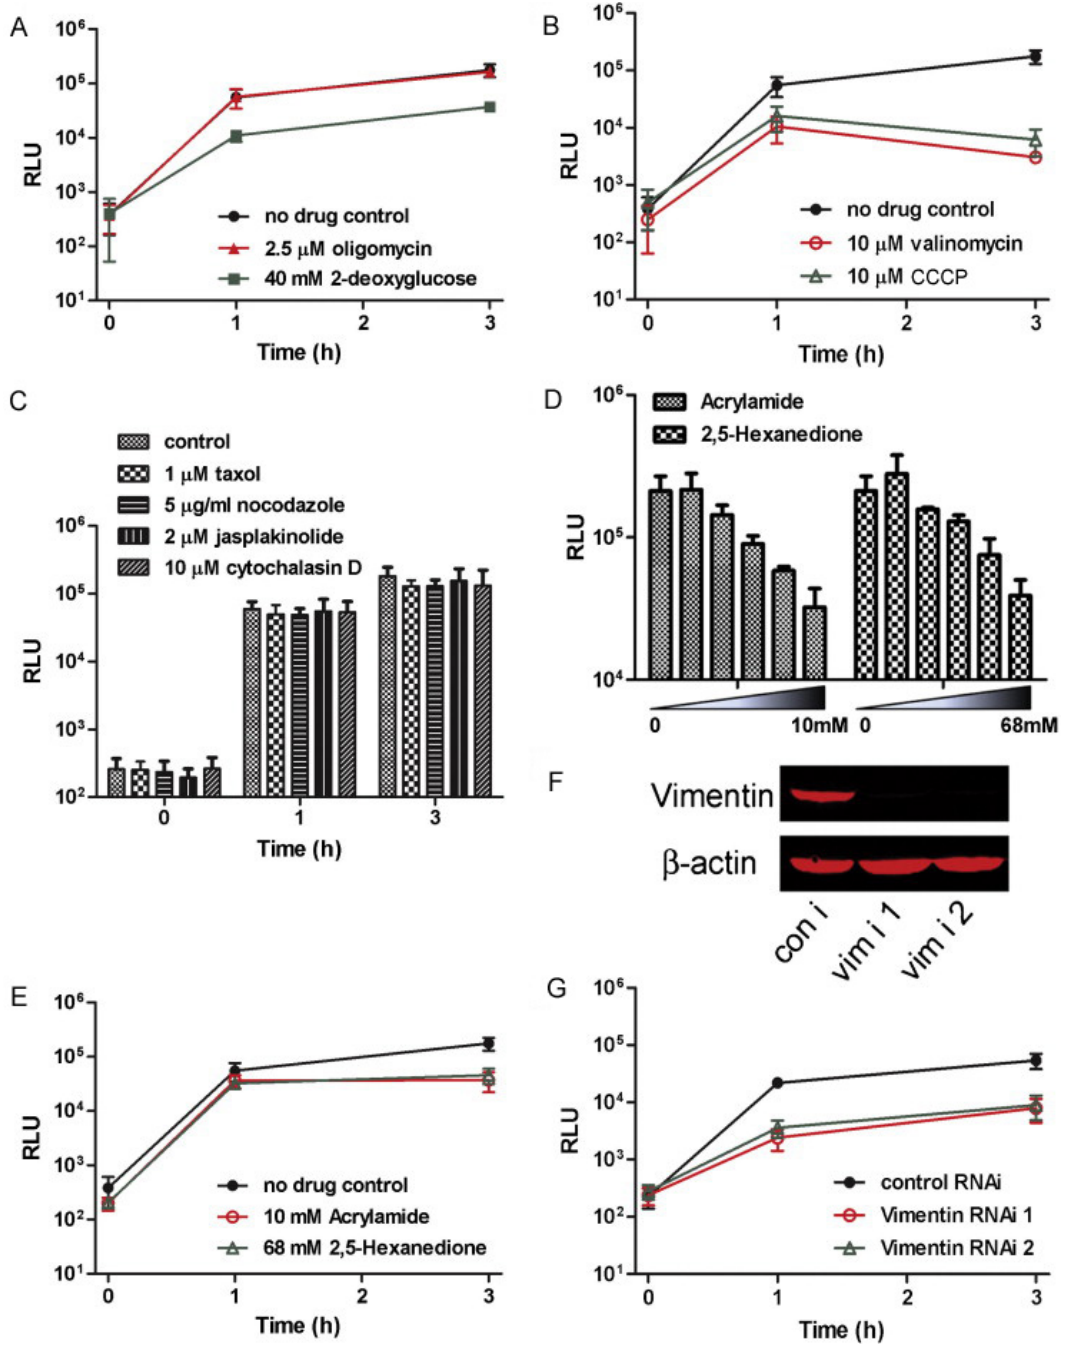 A
10⁶
10⁵
10⁴
10³
10²
10¹
RLU
no drug control
2.5 μM oligomycin
40 mM 2-deoxyglucose
0 1 2 3
Time (h)
B
10⁶
10⁵
10⁴
10³
10²
10¹
RLU
no drug control
10 μM valinomycin
10 μM CCCP
0 1 2 3
Time (h)
C
control
1 μM taxol
5 μg/ml nocodazole
2 μM jasplakinolide
10 μM cytochalasin D
10⁶
10⁵
10⁴
10³
10²
RLU
0 1 3
Time (h)
D
10⁶
10⁵
10⁴
RLU
Acrylamide
2,5-Hexanedione
0 10mM 0 68mM
F
Vimentin
β-actin
con i vim i 1 vim i 2
E
10⁶
10⁵
10⁴
10³
10²
10¹
RLU
no drug control
10 mM Acrylamide
68 mM 2,5-Hexanedione
0 1 2 3
Time (h)
G
10⁶
10⁵
10⁴
10³
10²
10¹
RLU
control RNAi
Vimentin RNAi 1
Vimentin RNAi 2
0 1 2 3
Time (h)